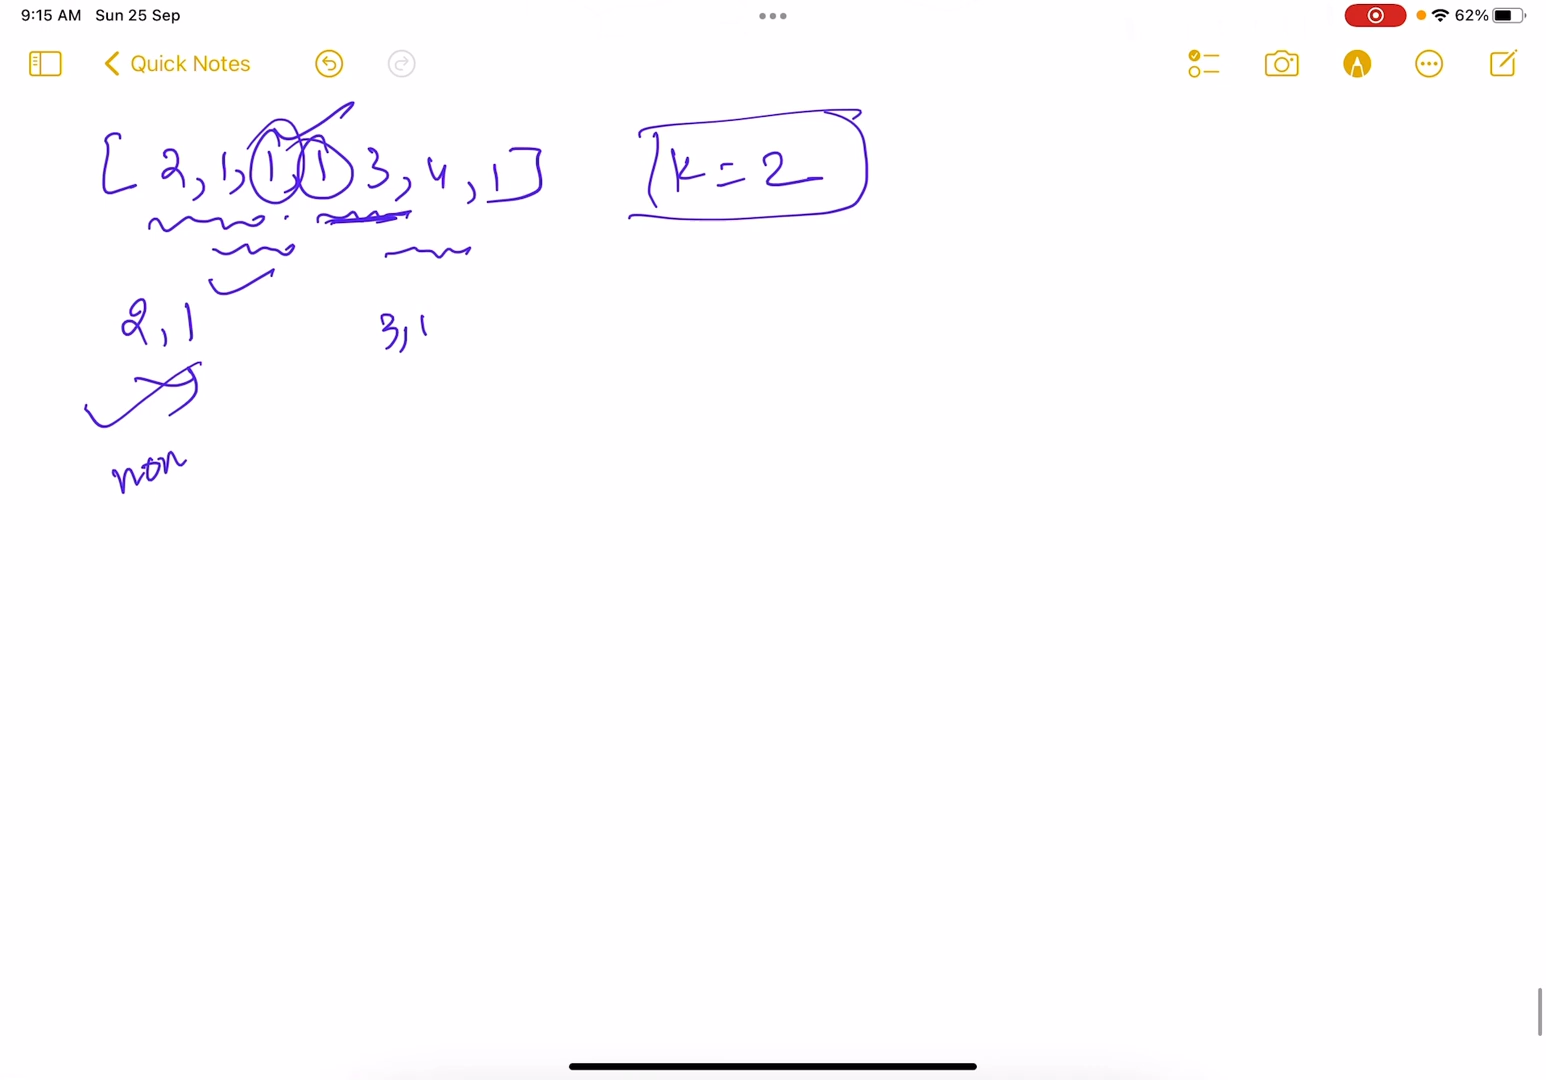 9:15 AM Sun 25 Sep
62%
Quick Notes
[ 2, 1, 1, 1 3, 4, 1 ] k = 2
2, 1 3, 1
non